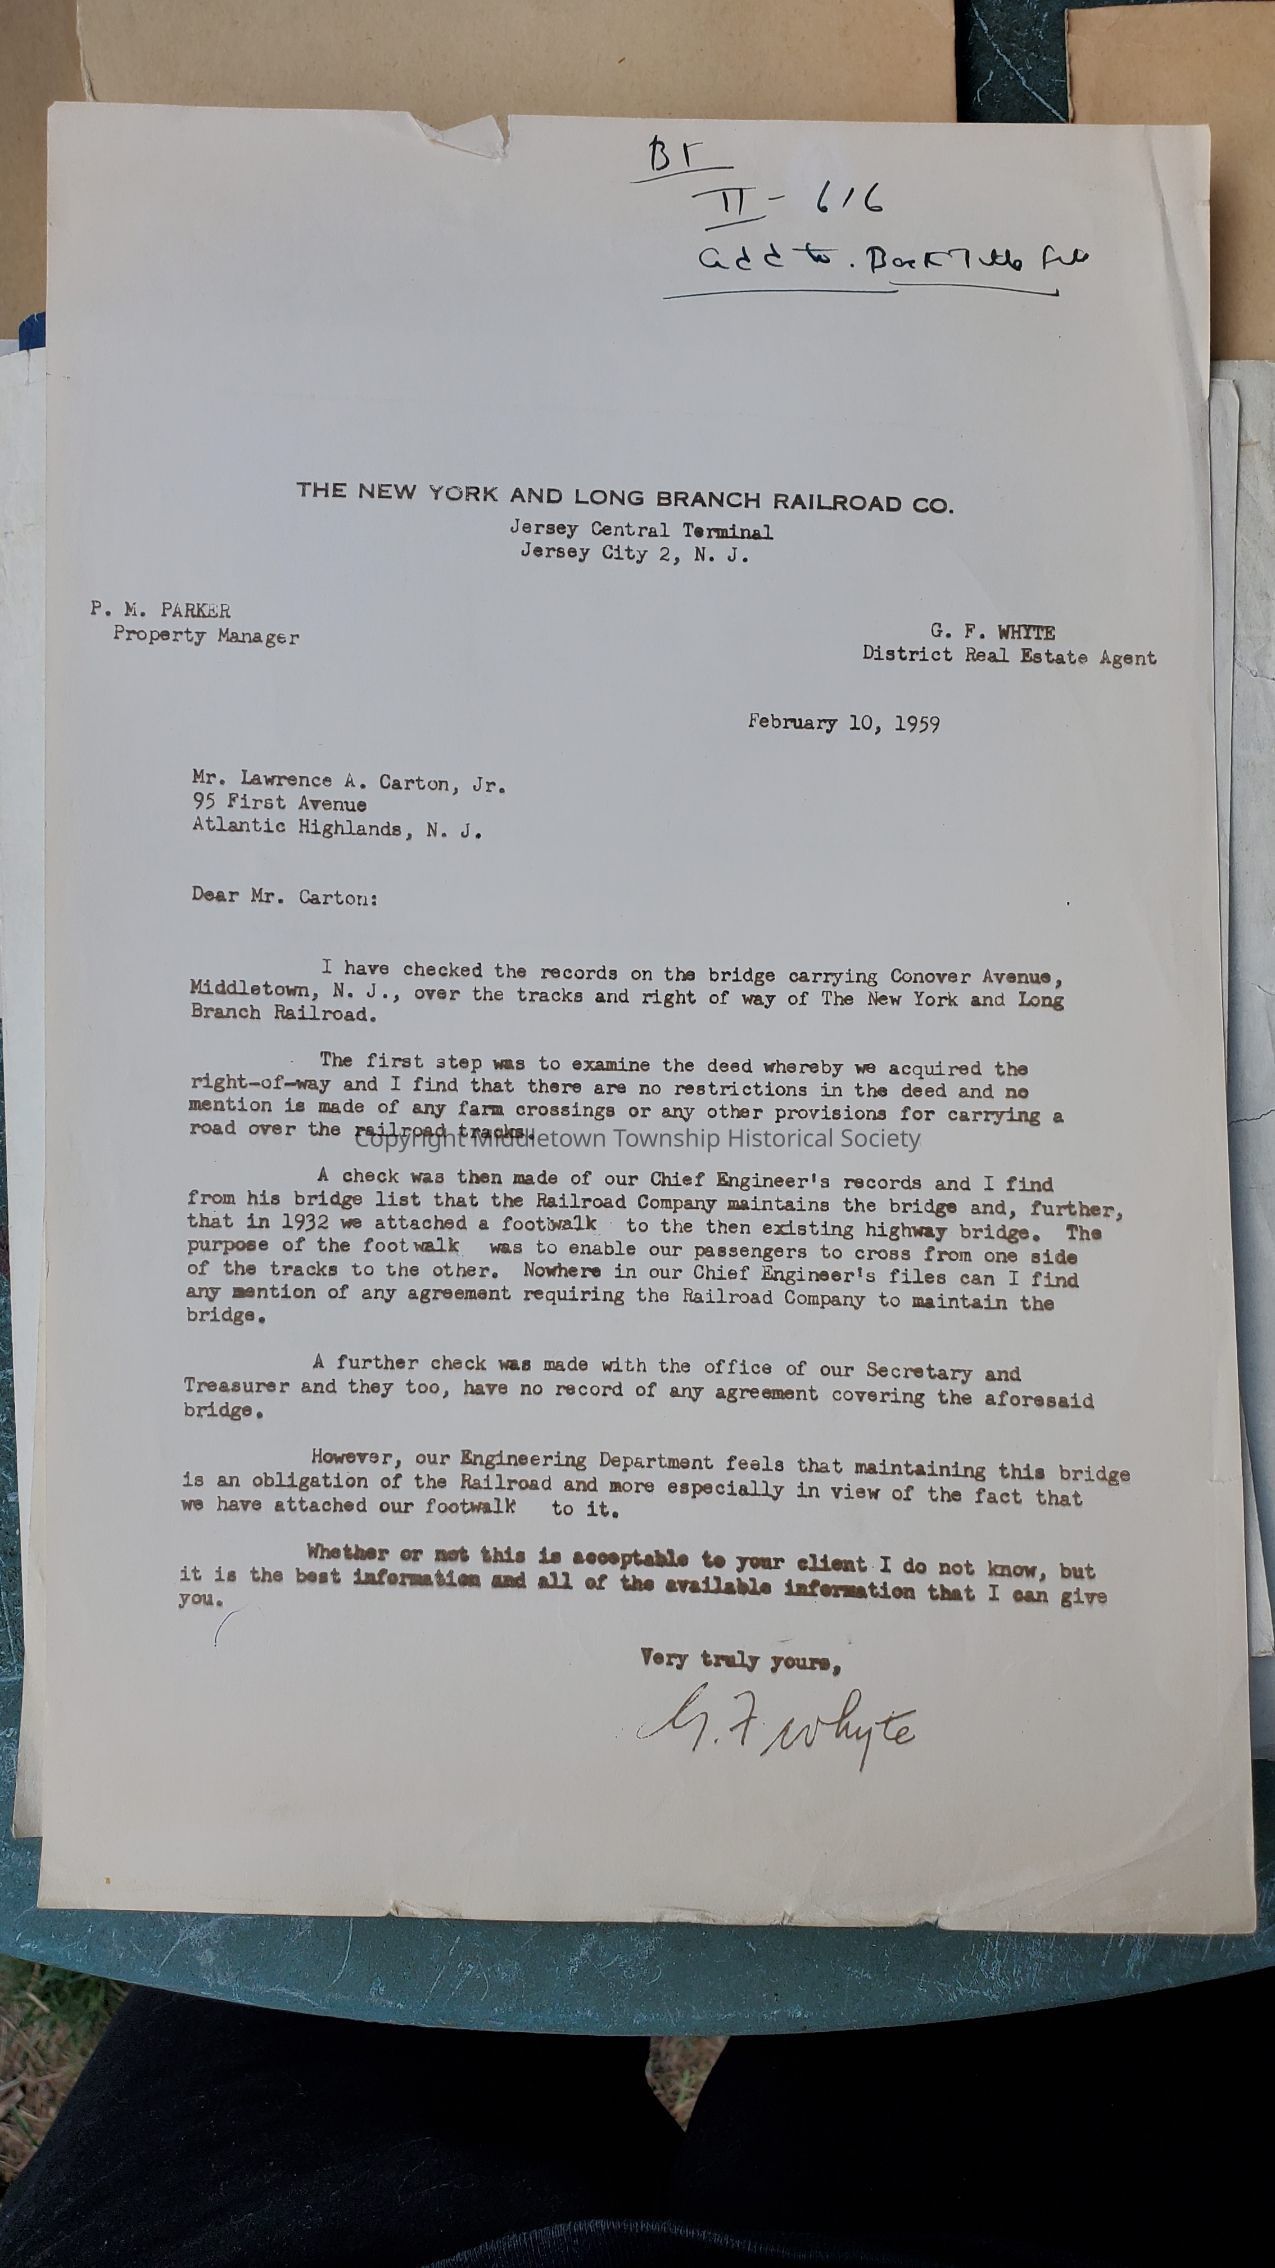 Br
II - 616
add to. Back Title file
THE NEW YORK AND LONG BRANCH RAILROAD CO.
Jersey Central Terminal
Jersey City 2, N. J.
P. M. PARKER
Property Manager
G. F. WHYTE
District Real Estate Agent
February 10, 1959
Mr. Lawrence A. Carton, Jr.
95 First Avenue
Atlantic Highlands, N. J.
Dear Mr. Carton:
I have checked the records on the bridge carrying Conover Avenue,
Middletown, N. J., over the tracks and right of way of The New York and Long
Branch Railroad.
The first step was to examine the deed whereby we acquired the
right-of-way and I find that there are no restrictions in the deed and no
mention is made of any farm crossings or any other provisions for carrying a
road over the railroad tracks.
Copyright Middletown Township Historical Society
A check was then made of our Chief Engineer's records and I find
from his bridge list that the Railroad Company maintains the bridge and, further,
that in 1932 we attached a footwalk to the then existing highway bridge. The
purpose of the footwalk was to enable our passengers to cross from one side
of the tracks to the other. Nowhere in our Chief Engineer's files can I find
any mention of any agreement requiring the Railroad Company to maintain the
bridge.
A further check was made with the office of our Secretary and
Treasurer and they too, have no record of any agreement covering the aforesaid
bridge.
However, our Engineering Department feels that maintaining this bridge
is an obligation of the Railroad and more especially in view of the fact that
we have attached our footwalk to it.
Whether or not this is acceptable to your client I do not know, but
it is the best information and all of the available information that I can give
you.
Very truly yours,
G. F. Whyte